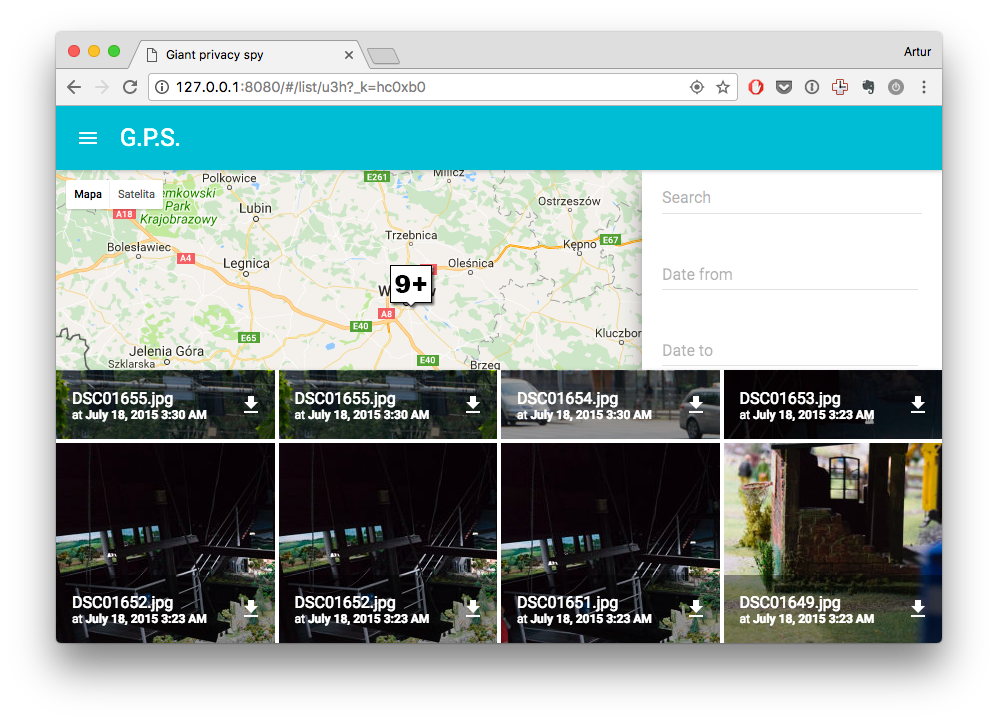 Giant privacy spy
Artur
127.0.0.1:8080/#/list/u3h?_k=hc0xb0
G.P.S.
Mapa Satelita
Polkowice
E261
Milicz
emkowski
Park
Krajobrazowy
A18
Lubin
Ostrzeszów
Trzebnica
Kępno
E67
Bolesławiec
A4
Legnica
Oleśnica
9+
W
A8
E40
E65
Kluczbor
Jelenia Góra
Szklarska
E40
Brzeg
Search
Date from
Date to
DSC01655.jpg
at July 18, 2015 3:30 AM
DSC01655.jpg
at July 18, 2015 3:30 AM
DSC01654.jpg
at July 18, 2015 3:30 AM
DSC01653.jpg
at July 18, 2015 3:23 AM
DSC01652.jpg
at July 18, 2015 3:23 AM
DSC01652.jpg
at July 18, 2015 3:23 AM
DSC01651.jpg
at July 18, 2015 3:23 AM
DSC01649.jpg
at July 18, 2015 3:23 AM